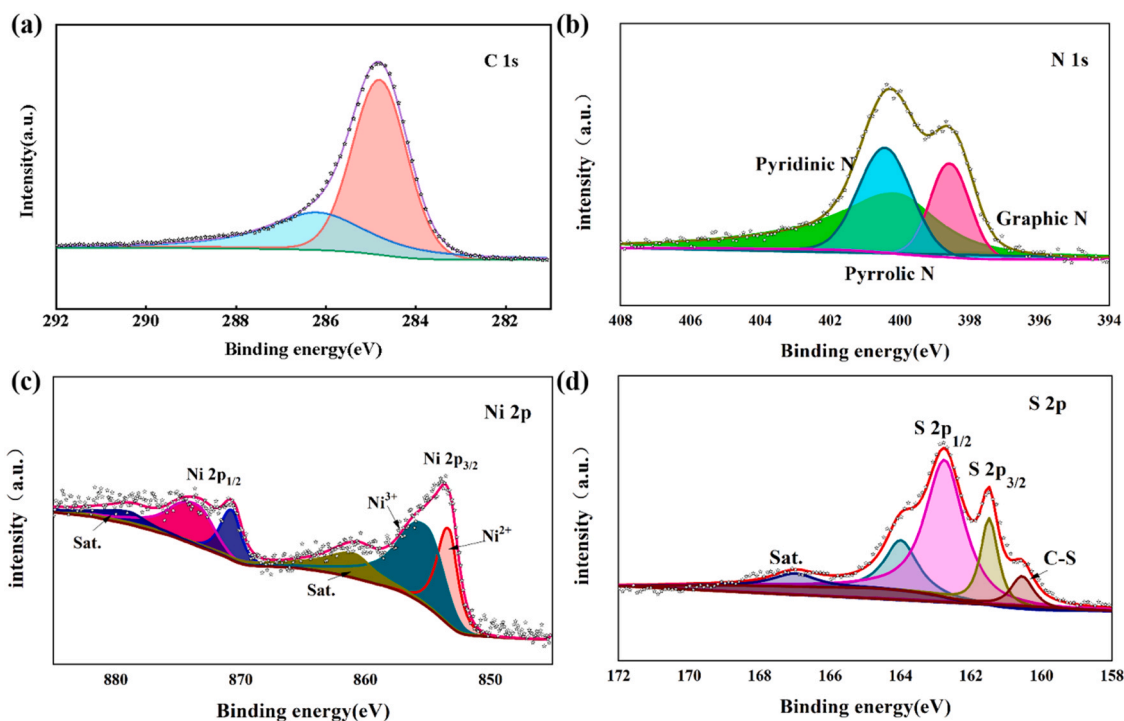 (a)
C 1s
Intensity(a.u.)
292 290 288 286 284 282
Binding energy(eV)
(b)
N 1s
intensity（a.u.）
Pyridinic N
Graphic N
Pyrrolic N
408 406 404 402 400 398 396 394
Binding energy(eV)
(c)
Ni 2p
intensity（a.u.）
Ni 2p1/2
Ni 2p3/2
Ni3+
Ni2+
Sat.
Sat.
880 870 860 850
Binding energy(eV)
(d)
S 2p
intensity（a.u.）
S 2p1/2
S 2p3/2
Sat.
C-S
172 170 168 166 164 162 160 158
Binding energy(eV)